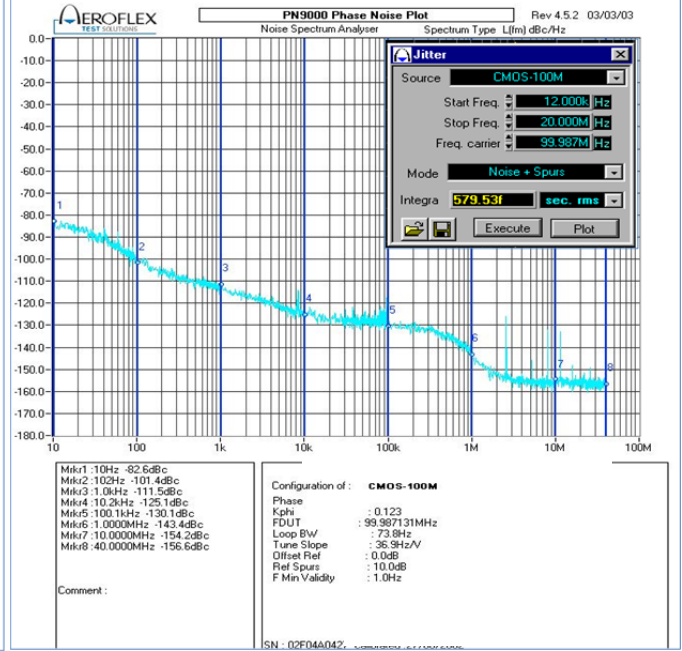 AEROFLEX
TEST SOLUTIONS
PN9000 Phase Noise Plot
Rev 4.5.2 03/03/03
Noise Spectrum Analyser
Spectrum Type L(fm) dBc/Hz
0.0-
-10.0-
-20.0-
-30.0-
-40.0-
-50.0-
-60.0-
-70.0-
-80.0-
-90.0-
-100.0-
-110.0-
-120.0-
-130.0-
-140.0-
-150.0-
-160.0-
-170.0-
-180.0-
Jitter
Source CMOS-100M
Start Freq. 12.000k Hz
Stop Freq. 20.000M Hz
Freq. carrier 99.987M Hz
Mode Noise + Spurs
Integra 579.53f sec. rms
Execute Plot
1
2
3
4
5
6
7
8
10 100 1k 10k 100k 1M 10M 100M
Mrkr1 :10Hz -82.6dBc
Mrkr2 :102Hz -101.4dBc
Mrkr3 :1.0kHz -111.5dBc
Mrkr4 :10.2kHz -125.1dBc
Mrkr5 :100.1kHz -130.1dBc
Mrkr6 :1.0000MHz -143.4dBc
Mrkr7 :10.0000MHz -154.2dBc
Mrkr8 :40.0000MHz -156.6dBc
Comment :
Configuration of : CMOS-100M
Phase
Kphi : 0.123
FDUT : 99.987131MHz
Loop BW : 73.8Hz
Tune Slope : 36.9Hz/V
Offset Ref : 0.0dB
Ref Spurs : 10.0dB
F Min Validity : 1.0Hz
SN : 02F04A042